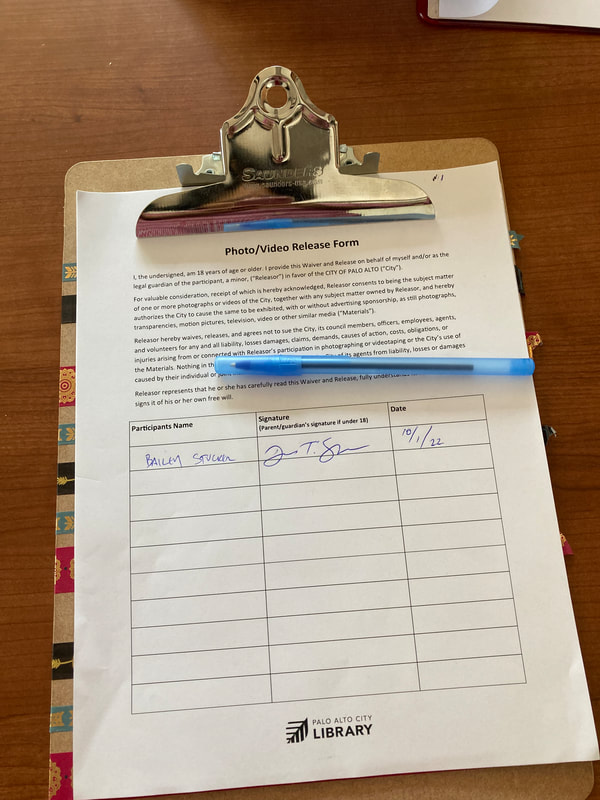 SAUNDERS
#1
Photo/Video Release Form
I, the undersigned, am 18 years of age or older. I provide this Waiver and Release on behalf of myself and/or as the
legal guardian of the participant, a minor, ("Releasor") in favor of the CITY OF PALO ALTO ("City").
For valuable consideration, receipt of which is hereby acknowledged, Releasor consents to being the subject matter
of one or more photographs or videos of the City, together with any subject matter owned by Releasor, and hereby
authorizes the City to cause the same to be exhibited, with or without advertising sponsorship, as still photographs,
transparencies, motion pictures, television, video or other similar media ("Materials").
Releasor hereby waives, releases, and agrees not to sue the City, its council members, officers, employees, agents,
and volunteers for any and all liability, losses damages, claims, demands, causes of action, costs, obligations, or
injuries arising from or connected with Releasor's participation in photographing or videotaping or the City's use of
the Materials. Nothing in th of its agents from liability, losses or damages
caused by their individual or
Releasor represents that he or she has carefully read this Waiver and Release, fully
signs it of his or her own free will.
Participants Name Signature Date
(Parent/guardian's signature if under 18)
BAILEY 10/1/22
PALO ALTO CITY
LIBRARY